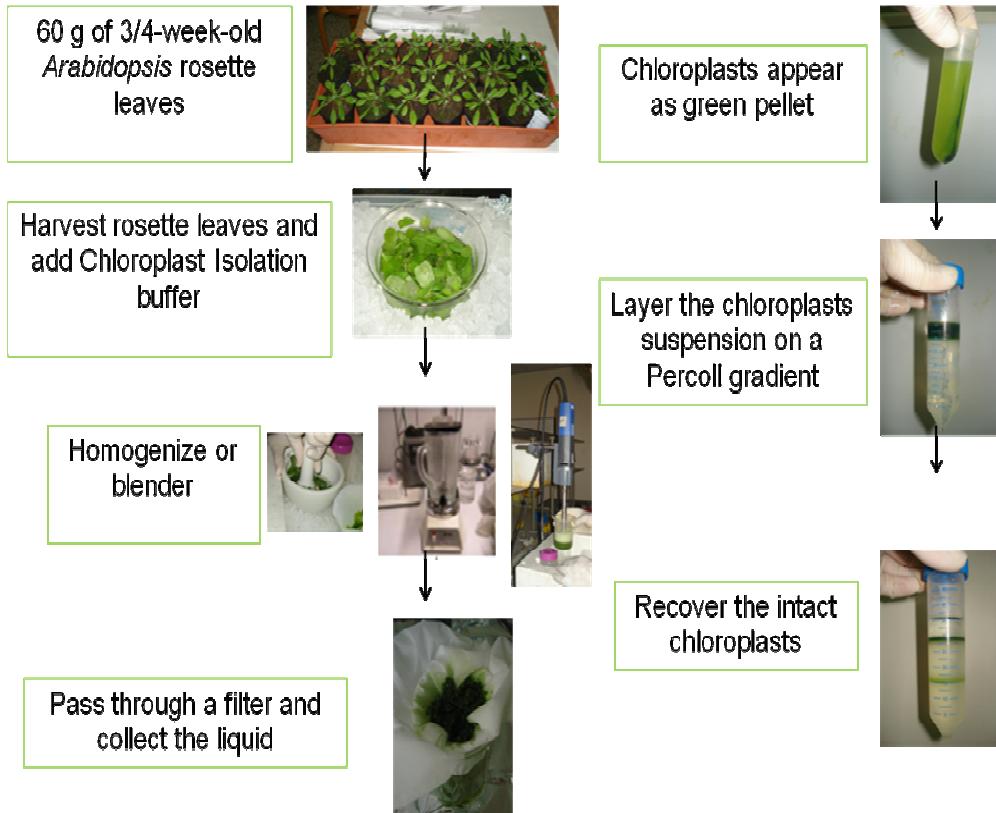 60 g of 3/4-week-old
Arabidopsis rosette
leaves
Harvest rosette leaves and
add Chloroplast Isolation
buffer
Homogenize or
blender
Pass through a filter and
collect the liquid
Chloroplasts appear
as green pellet
Layer the chloroplasts
suspension on a
Percoll gradient
Recover the intact
chloroplasts